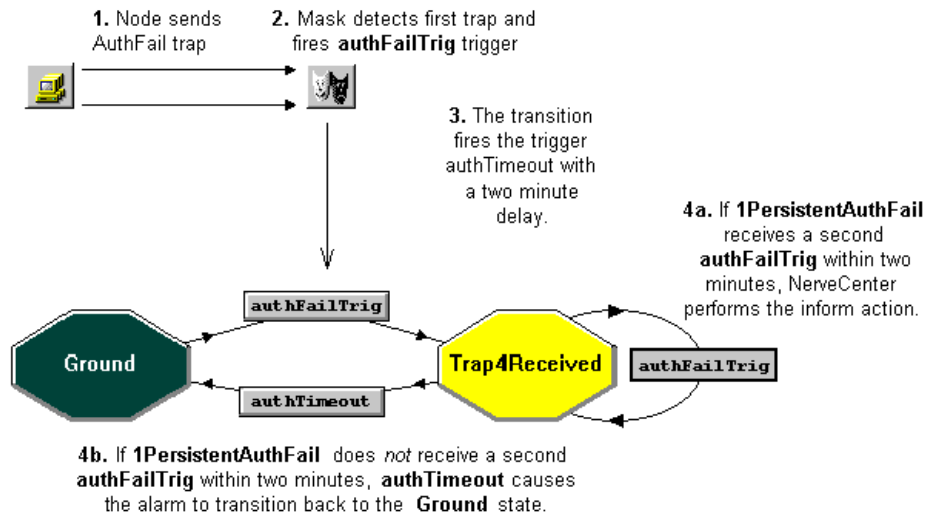 1. Node sends
AuthFail trap
2. Mask detects first trap and
fires authFailTrig trigger
3. The transition
fires the trigger
authTimeout with
a two minute
delay.
4a. If 1PersistentAuthFail
receives a second
authFailTrig within two
minutes, NerveCenter
performs the inform action.
authFailTrig
Ground
Trap4Received
authFailTrig
authTimeout
4b. If 1PersistentAuthFail does not receive a second
authFailTrig within two minutes, authTimeout causes
the alarm to transition back to the Ground state.